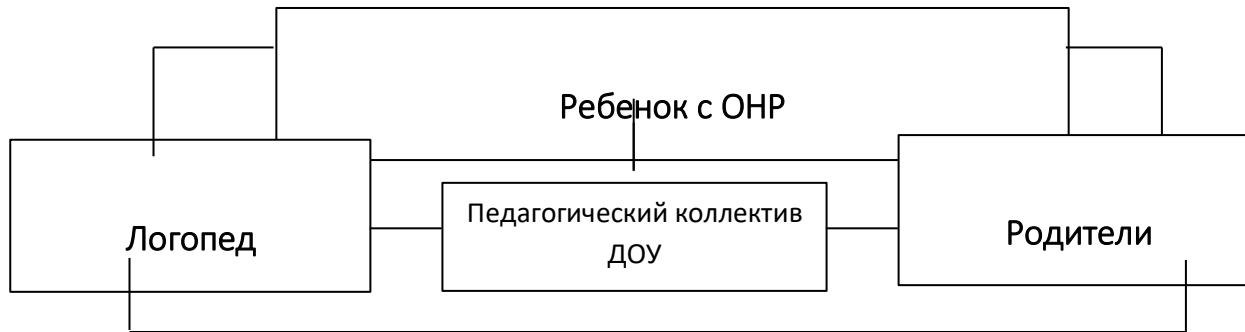 Ребенок с ОНР
Педагогический коллектив
ДОУ
Логопед
Родители